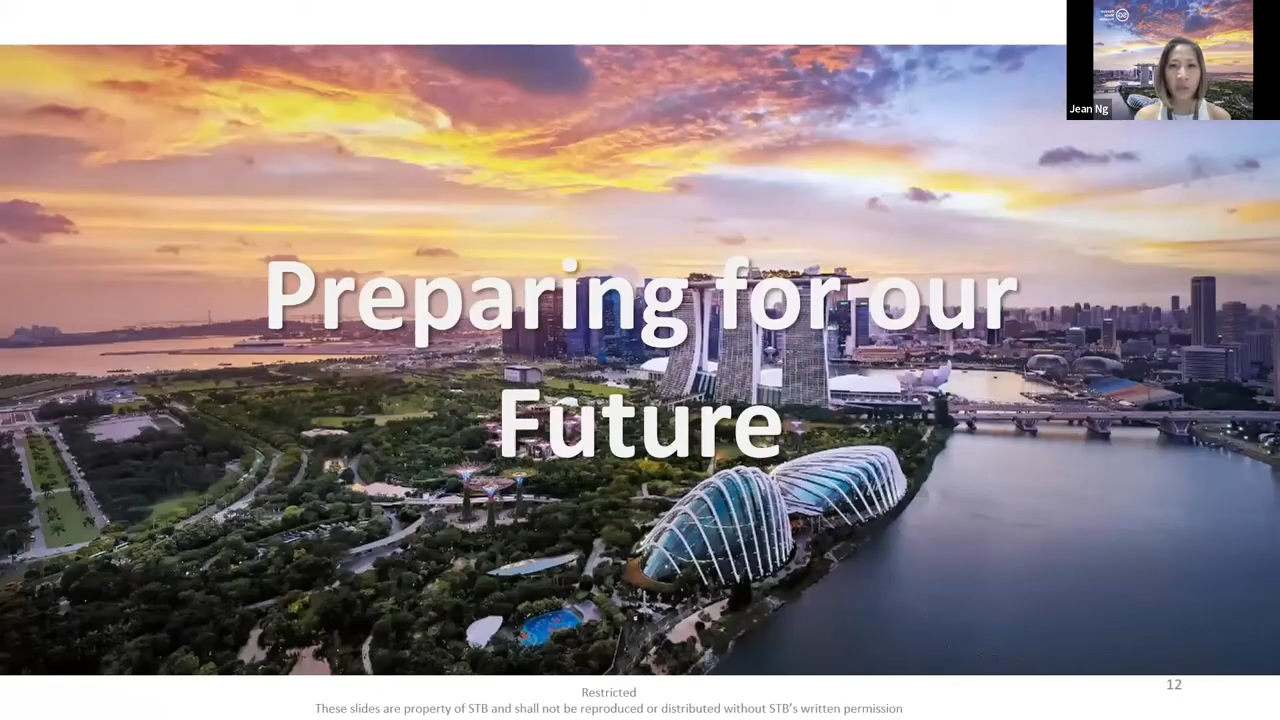 Jean Ng
Preparing for our
Future
12
Restricted
These slides are property of STB and shall not be reproduced or distributed without STB's written permission